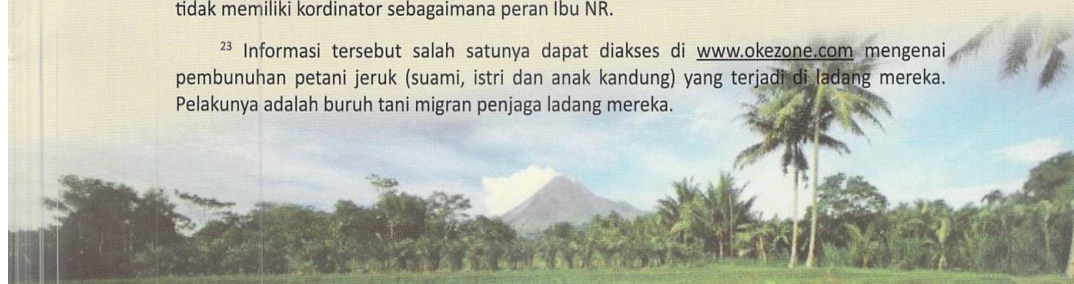 tidak memiliki kordinator sebagaimana peran Ibu NR.
23 Informasi tersebut salah satunya dapat diakses di www.okezone.com mengenai
pembunuhan petani jeruk (suami, istri dan anak kandung) yang terjadi di ladang mereka.
Pelakunya adalah buruh tani migran penjaga ladang mereka.